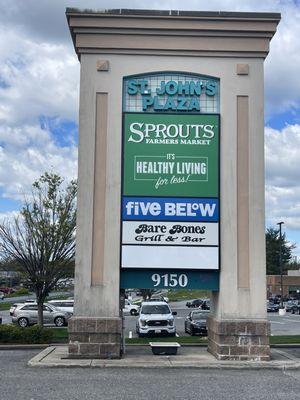 ST. JOHN'S
PLAZA
SPROUTS
FARMERS MARKET
IT'S
HEALTHY LIVING
for less!
five BELOW
Bare Bones
Grill & Bar
9150